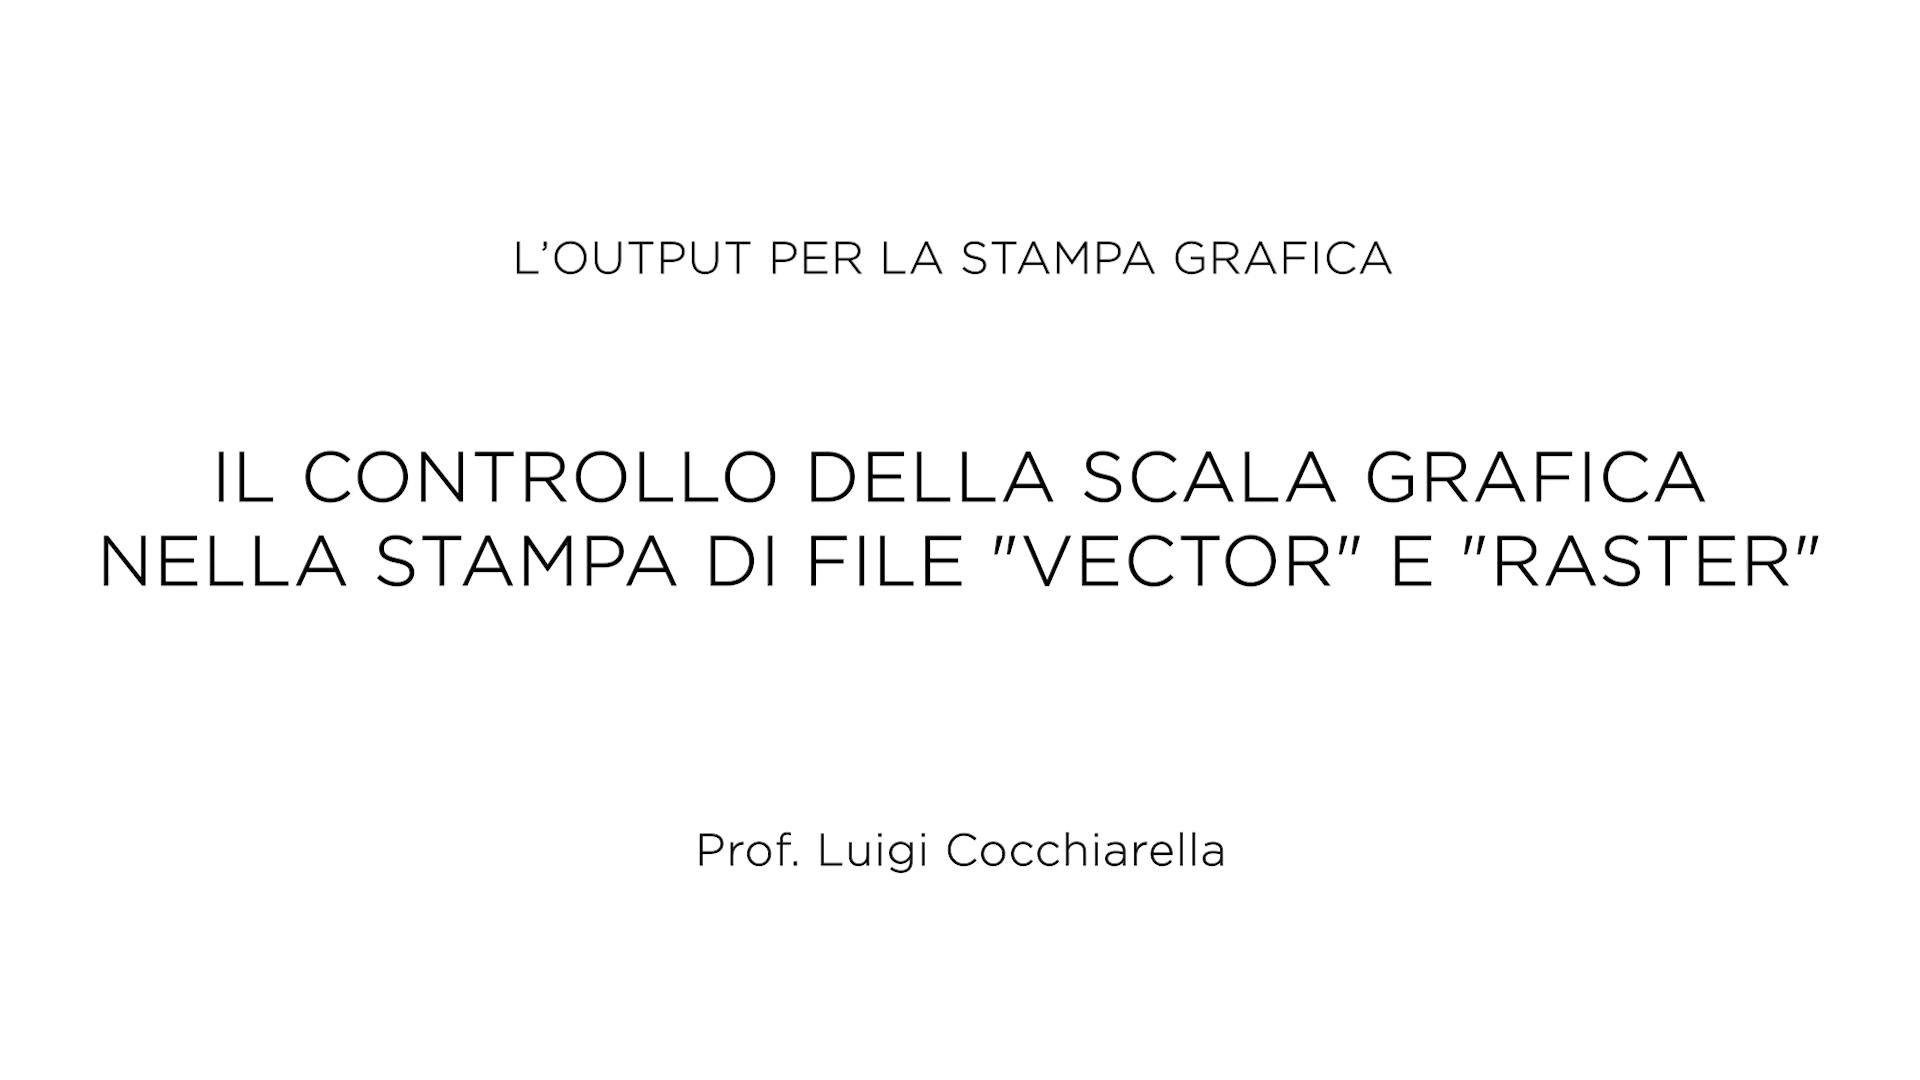 L’OUTPUT PER LA STAMPA GRAFICA
IL CONTROLLO DELLA SCALA GRAFICA
NELLA STAMPA DI FILE "VECTOR" E "RASTER"
Prof. Luigi Cocchiarella